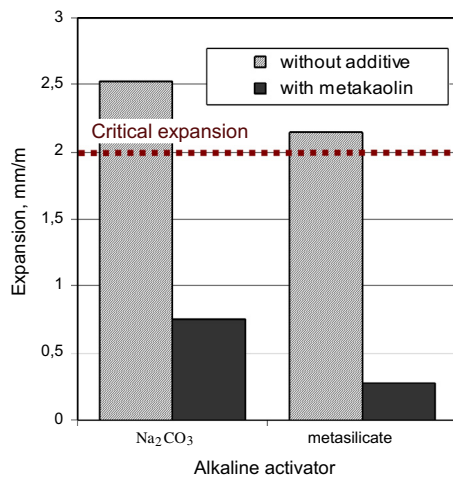 3
2,5
2
1,5
1
0,5
0
Expansion, mm/m
without additive
with metakaolin
Critical expansion
Na₂CO₃
metasilicate
Alkaline activator